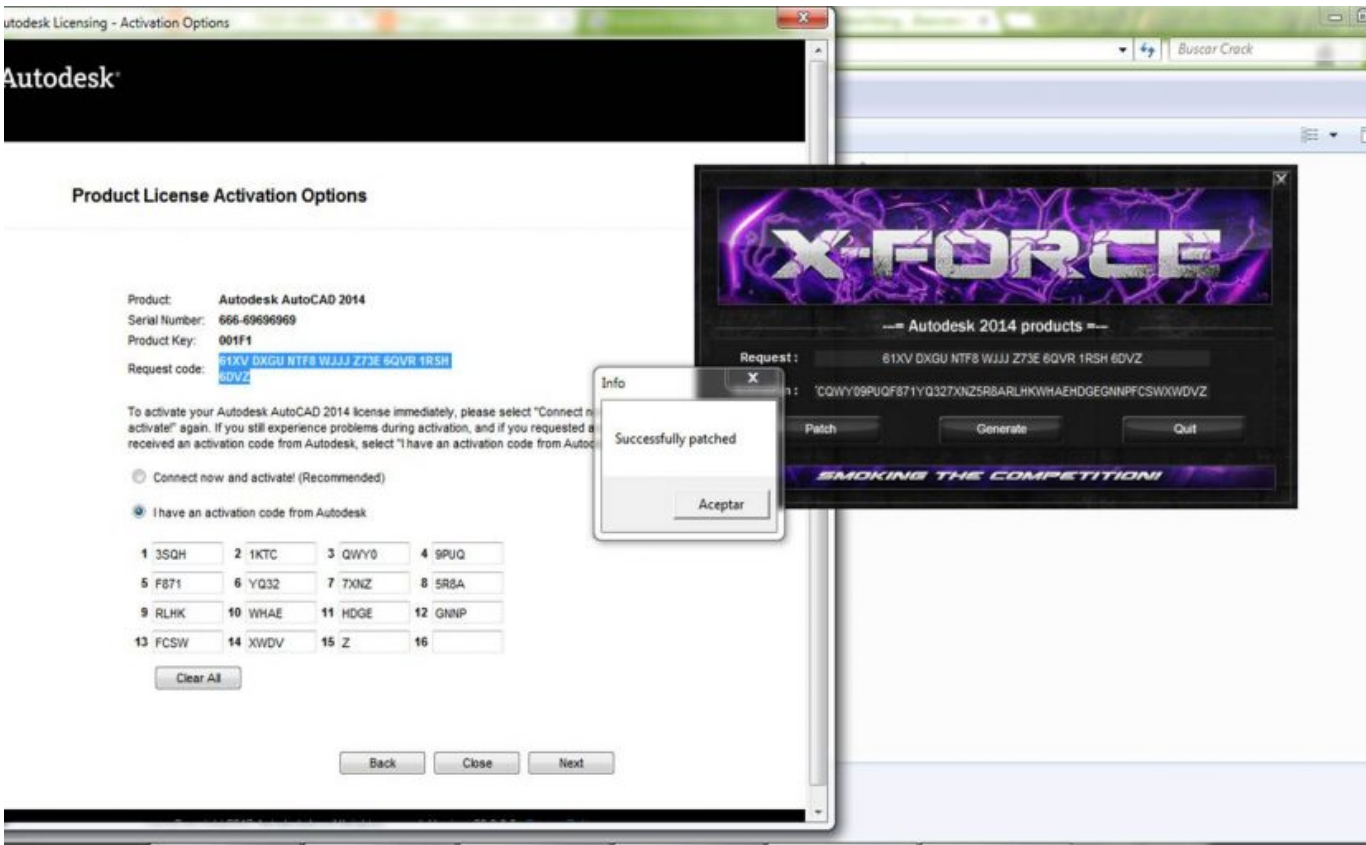 utodesk Licensing - Activation Options
Buscar Crack
Autodesk
Product License Activation Options
Product: Autodesk AutoCAD 2014
Serial Number: 666-69696969
Product Key: 001F1
Request code: 61XV DXGU NTF8 WJJJ Z73E 6QVR 1RSH
6DVZ
To activate your Autodesk AutoCAD 2014 license immediately, please select "Connect n
activate!" again. If you still experience problems during activation, and if you requested a
received an activation code from Autodesk, select "I have an activation code from Autod
Connect now and activate! (Recommended)
I have an activation code from Autodesk
1 3SQH 2 1KTC 3 QWY0 4 9PUQ
5 F871 6 YQ32 7 7XNZ 8 5R8A
9 RLHK 10 WHAE 11 HDGE 12 GNNP
13 FCSW 14 XWDV 15 Z 16
Clear All
Back Close Next
X-FORCE
--= Autodesk 2014 products =--
Request : 61XV DXGU NTF8 WJJJ Z73E 6QVR 1RSH 6DVZ
n : TCQWY09PUQF871YQ327XNZ5R8ARLHKWHAEHDGEGNNPFCSWXWDVZ
Patch Generate Quit
SMOKING THE COMPETITION!
Info
Successfully patched
Aceptar